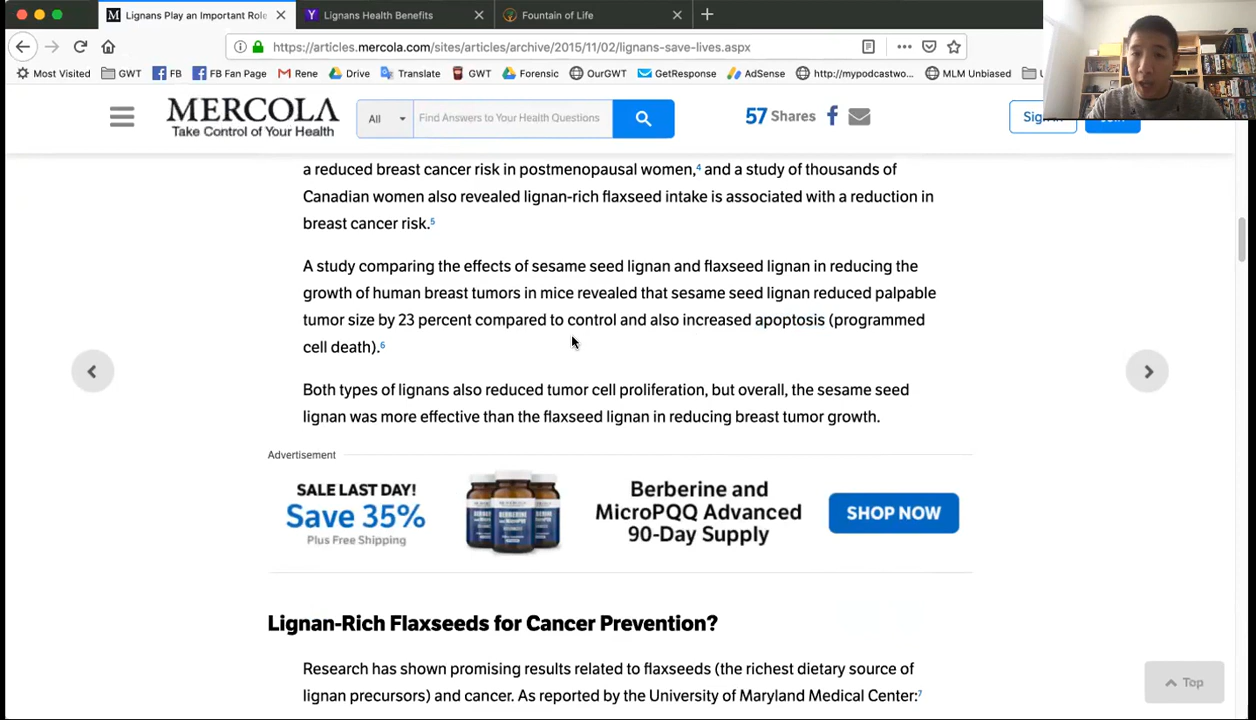 Lignans Play an Important Role
Lignans Health Benefits
Fountain of Life
https://articles.mercola.com/sites/articles/archive/2015/11/02/lignans-save-lives.aspx
Most Visited
GWT
FB
FB Fan Page
Rene
Drive
Translate
GWT
Forensic
OurGWT
GetResponse
AdSense
http://mypodcastwo...
MLM Unbiased
MERCOLA
Take Control of Your Health
All
Find Answers to Your Health Questions
57 Shares
a reduced breast cancer risk in postmenopausal women,4 and a study of thousands of
Canadian women also revealed lignan-rich flaxseed intake is associated with a reduction in
breast cancer risk.5
A study comparing the effects of sesame seed lignan and flaxseed lignan in reducing the
growth of human breast tumors in mice revealed that sesame seed lignan reduced palpable
tumor size by 23 percent compared to control and also increased apoptosis (programmed
cell death).6
Both types of lignans also reduced tumor cell proliferation, but overall, the sesame seed
lignan was more effective than the flaxseed lignan in reducing breast tumor growth.
Advertisement
SALE LAST DAY!
Save 35%
Plus Free Shipping
BERBERINE
Berberine and
MicroPQQ Advanced
90-Day Supply
SHOP NOW
Lignan-Rich Flaxseeds for Cancer Prevention?
Research has shown promising results related to flaxseeds (the richest dietary source of
lignan precursors) and cancer. As reported by the University of Maryland Medical Center:7
Top